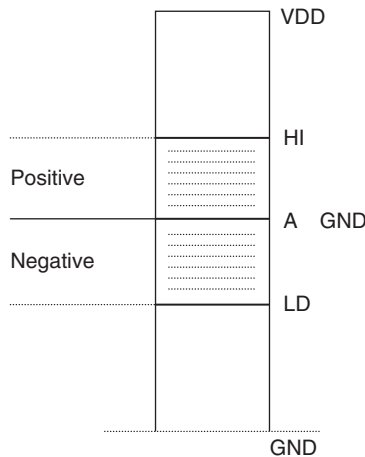 VDD
HI
Positive
A GND
Negative
LD
GND